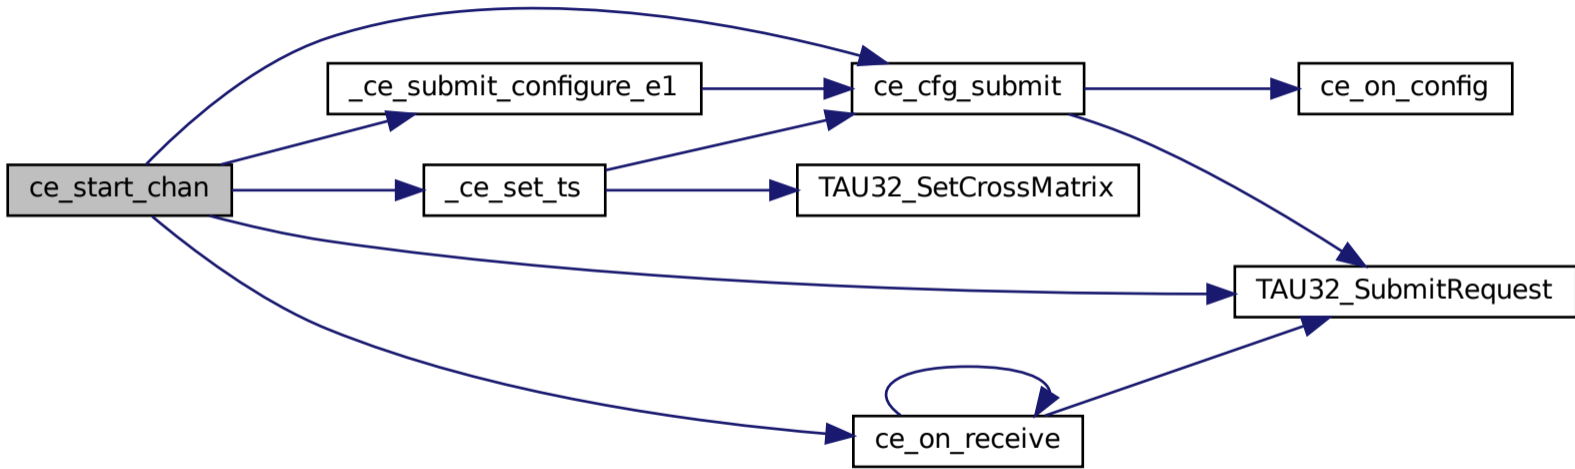 ce_start_chan
_ce_submit_configure_e1
_ce_set_ts
ce_cfg_submit
TAU32_SetCrossMatrix
ce_on_receive
ce_on_config
TAU32_SubmitRequest